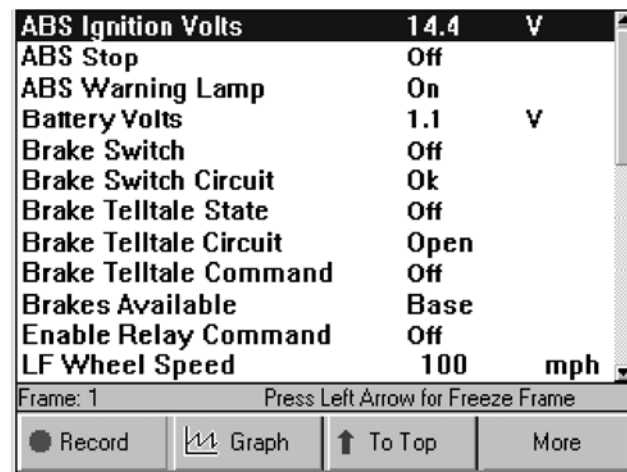 ABS Ignition Volts 14.4 V
ABS Stop Off
ABS Warning Lamp On
Battery Volts 1.1 V
Brake Switch Off
Brake Switch Circuit Ok
Brake Telltale State Off
Brake Telltale Circuit Open
Brake Telltale Command Off
Brakes Available Base
Enable Relay Command Off
LF Wheel Speed 100 mph
Frame: 1 Press Left Arrow for Freeze Frame
Record Graph To Top More